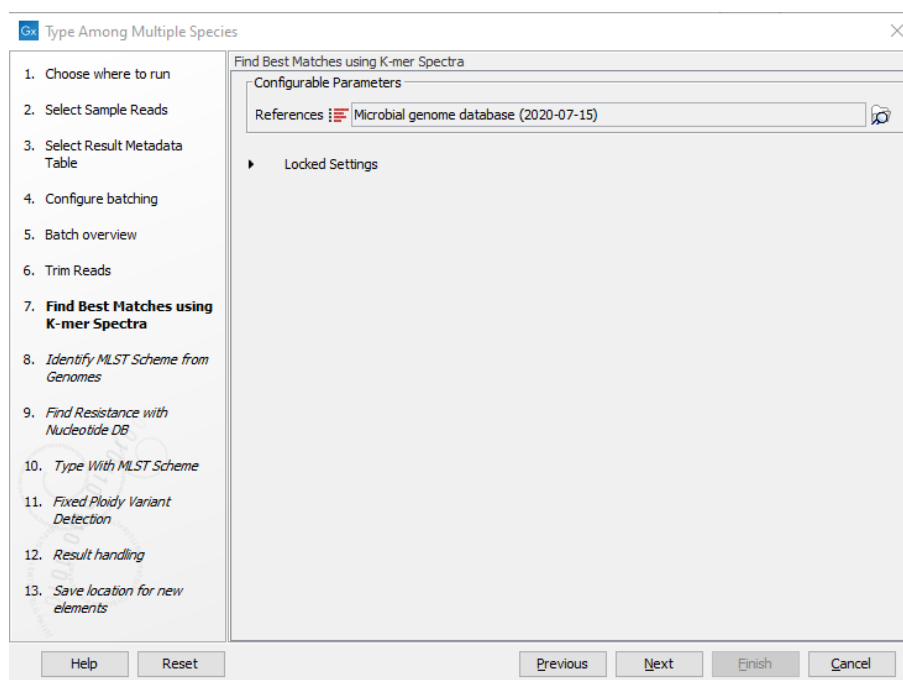 Gx Type Among Multiple Species
1. Choose where to run
2. Select Sample Reads
3. Select Result Metadata
Table
4. Configure batching
5. Batch overview
6. Trim Reads
7. Find Best Matches using
K-mer Spectra
8. Identify MLST Scheme from
Genomes
9. Find Resistance with
Nucleotide DB
10. Type With MLST Scheme
11. Fixed Ploidy Variant
Detection
12. Result handling
13. Save location for new
elements
Find Best Matches using K-mer Spectra
Configurable Parameters
References Microbial genome database (2020-07-15)
Locked Settings
Help Reset Previous Next Finish Cancel